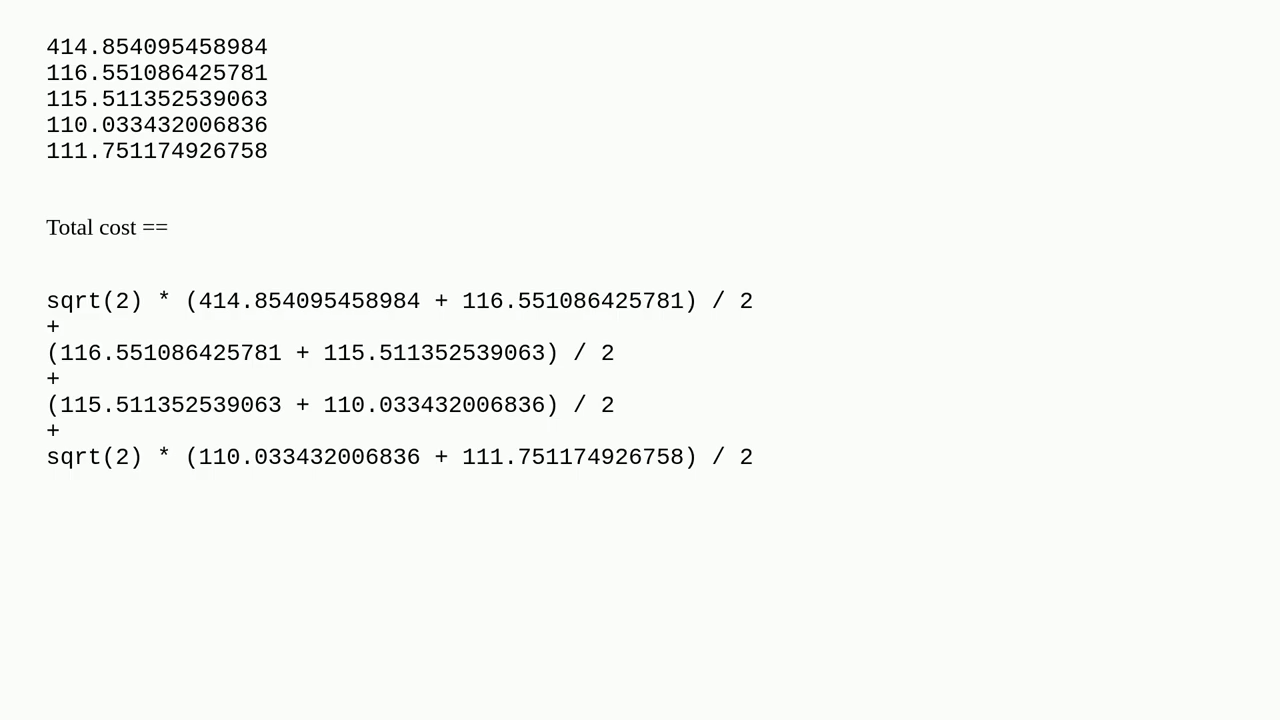 414.854095458984
116.551086425781
115.511352539063
110.033432006836
111.751174926758
Total cost ==
sqrt(2) * (414.854095458984 + 116.551086425781) / 2
+
(116.551086425781 + 115.511352539063) / 2
+
(115.511352539063 + 110.033432006836) / 2
+
sqrt(2) * (110.033432006836 + 111.751174926758) / 2